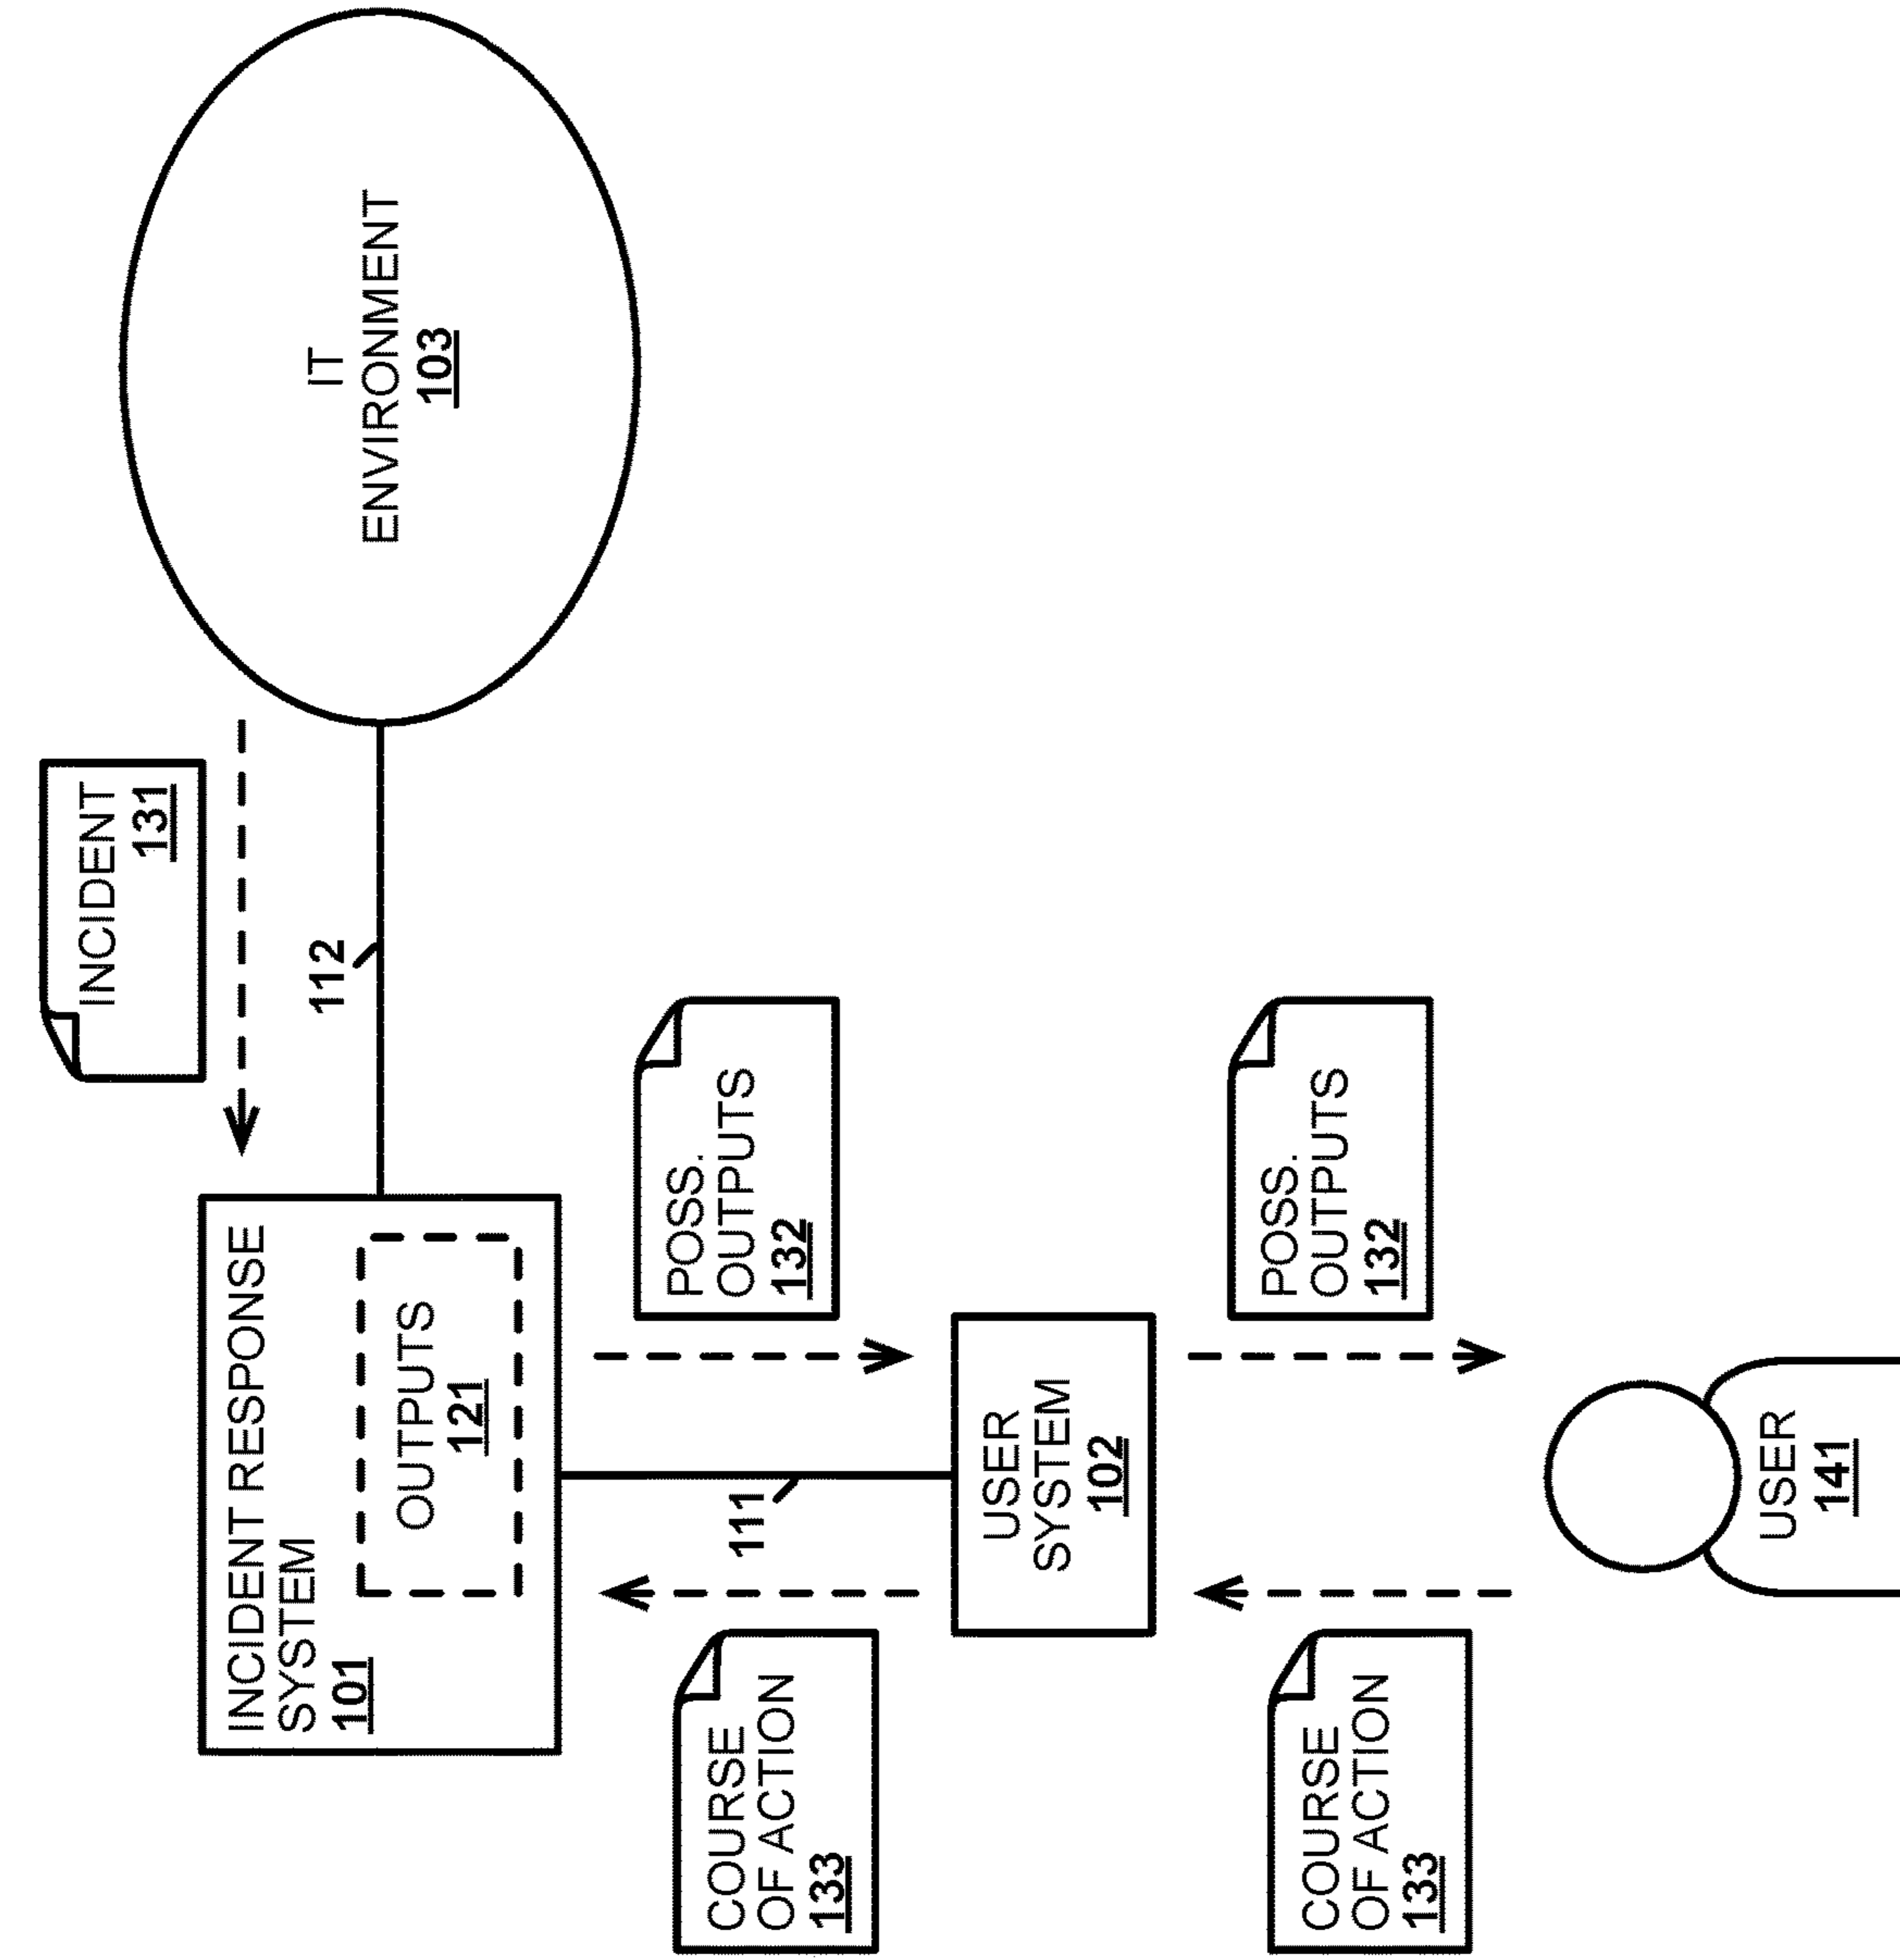 INCIDENT RESPONSE
SYSTEM
101
OUTPUTS
121
INCIDENT
131
112
IT
ENVIRONMENT
103
COURSE
OF ACTION
133
111
POSS.
OUTPUTS
132
USER
SYSTEM
102
COURSE
OF ACTION
133
POSS.
OUTPUTS
132
USER
141